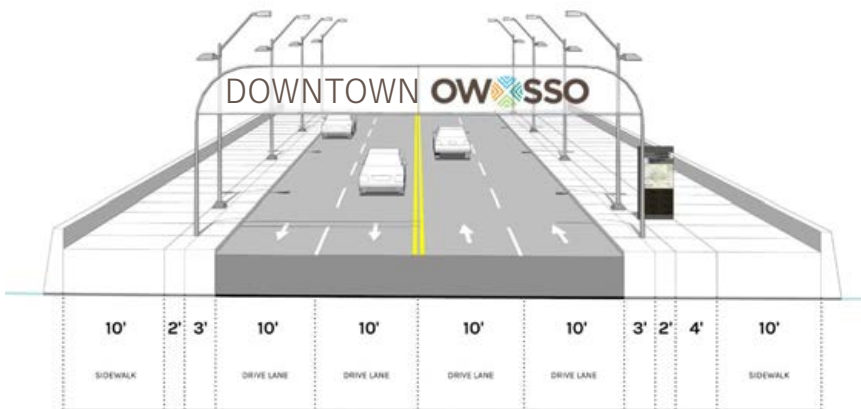 DOWNTOWN OWOSSO
10' 2' 3' 10' 10' 10' 10' 3' 2' 4' 10'
SIDEWALK DRIVE LANE DRIVE LANE DRIVE LANE DRIVE LANE SIDEWALK